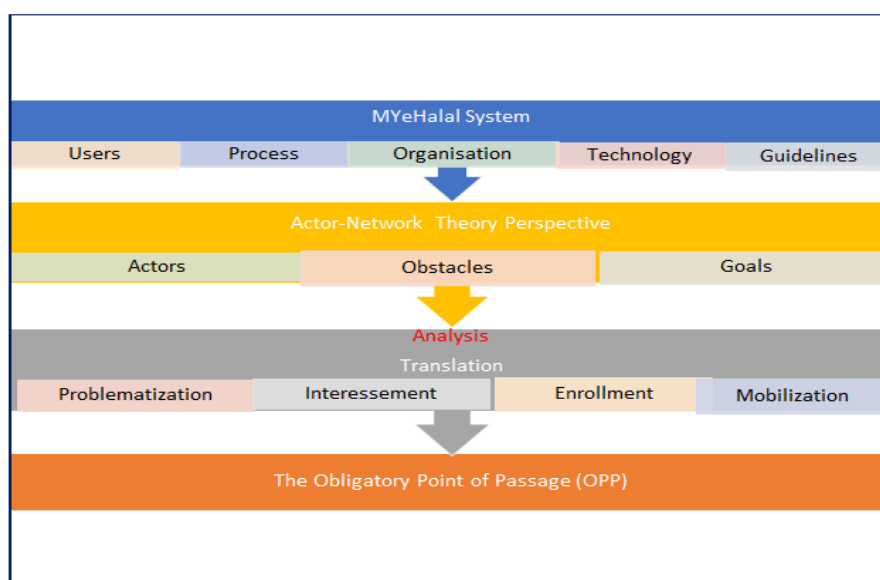 MYeHalal System
Users Process Organisation Technology Guidelines
Actor-Network Theory Perspective
Actors Obstacles Goals
Analysis
Translation
Problematization Interessement Enrollment Mobilization
The Obligatory Point of Passage (OPP)